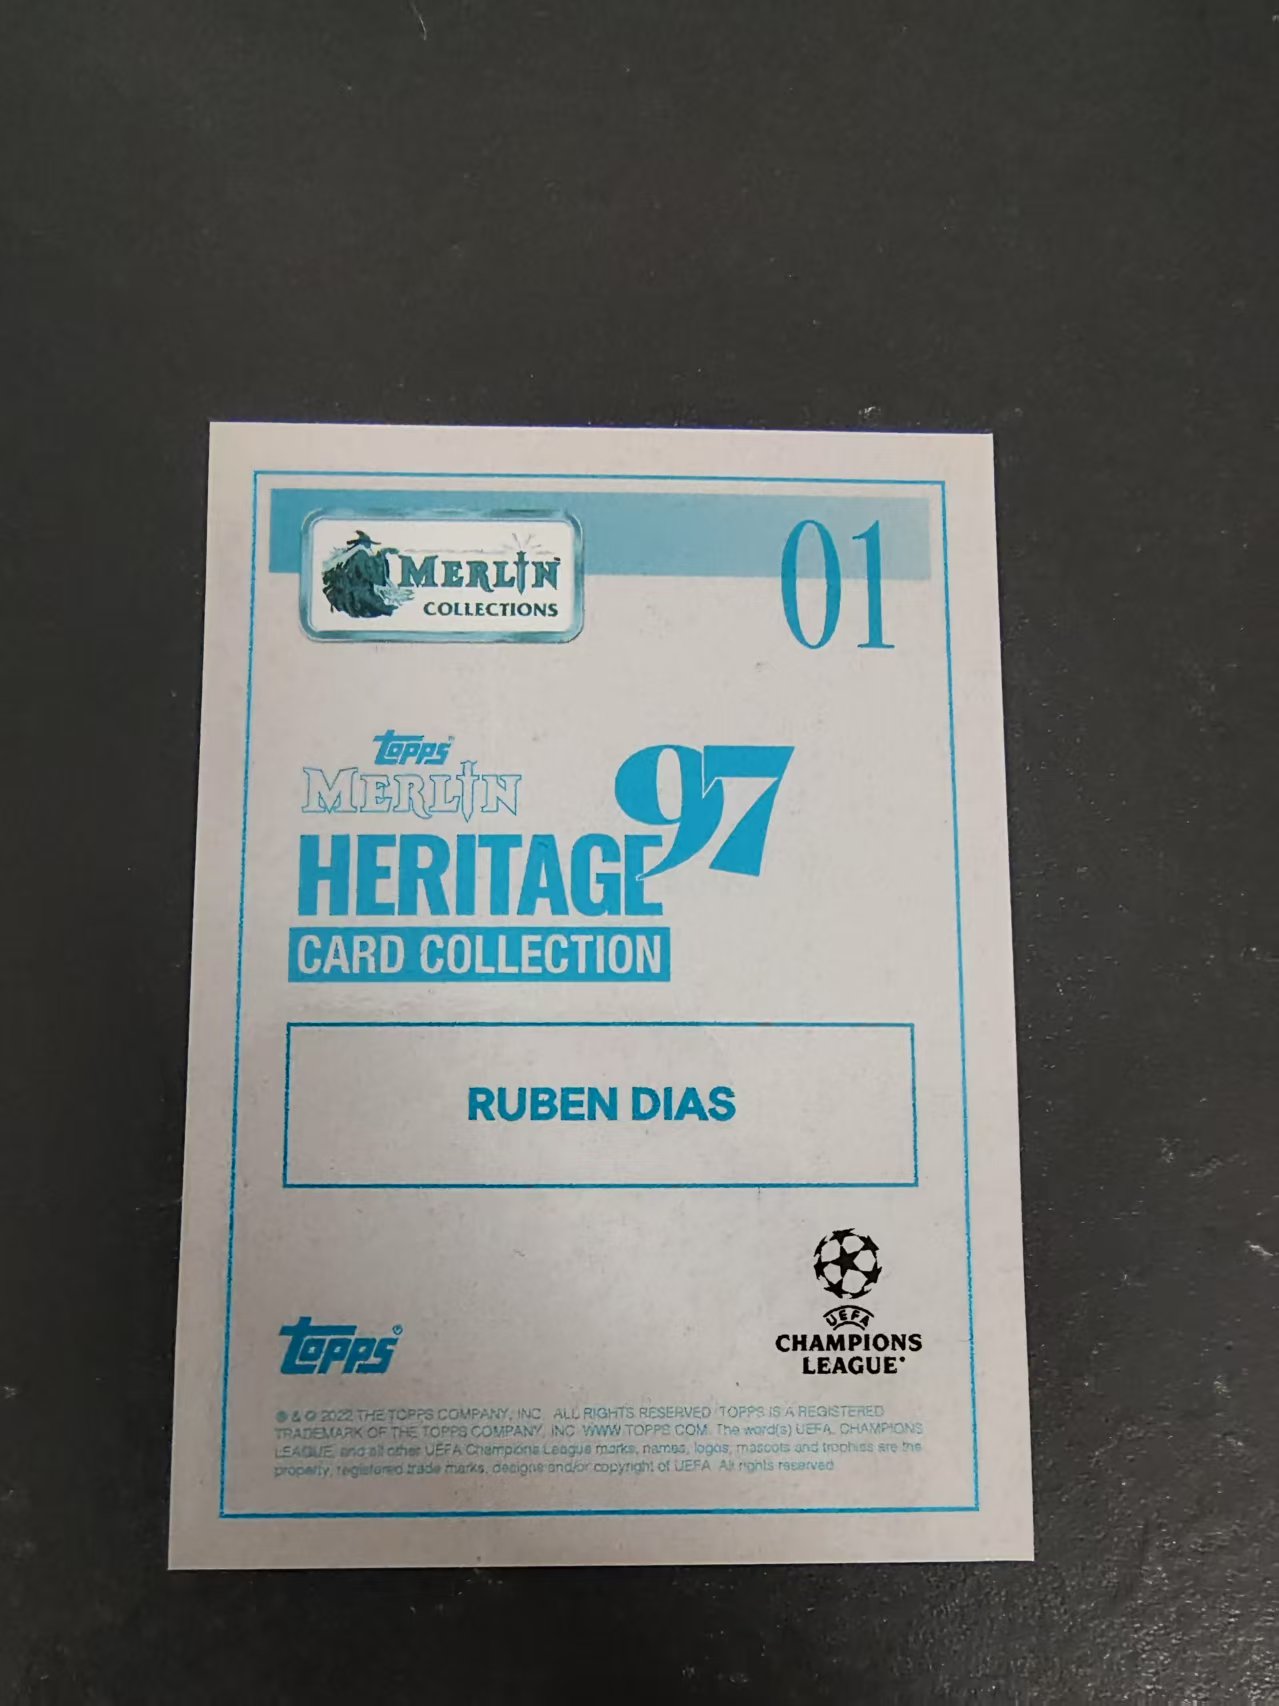 MERLIN
COLLECTIONS
01
topps
MERLIN
97
HERITAGE
CARD COLLECTION
RUBEN DIAS
UEFA
CHAMPIONS
LEAGUE
topps®
® & © 2022 THE TOPPS COMPANY, INC. ALL RIGHTS RESERVED. TOPPS IS A REGISTERED
TRADEMARK OF THE TOPPS COMPANY, INC. WWW.TOPPS.COM. The word(s) UEFA, CHAMPIONS
LEAGUE, and all other UEFA Champions League marks, names, logos, mascots and trophies are the
property, registered trade marks, designs and/or copyright of UEFA. All rights reserved.